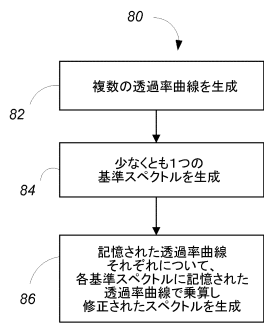 80
複数の透過率曲線を生成
82
少なくとも1つの
基準スペクトルを生成
84
記憶された透過率曲線
それぞれについて、
各基準スペクトルに記憶された
透過率曲線で乗算し
修正されたスペクトルを生成
86